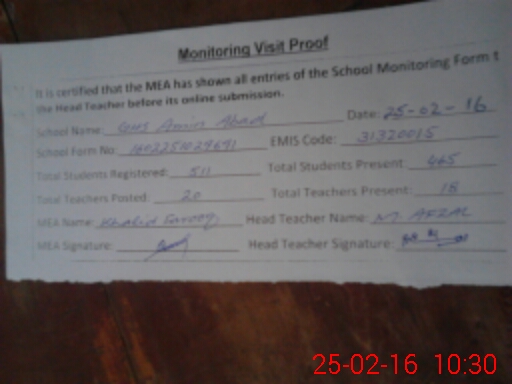 Monitoring Visit Proof
It is certified that the MEA has shown all entries of the School Monitoring Form t
the Head Teacher before its online submission.
School Name: GHS Amin Abad Date: 25-02-16
School Form No: EMIS Code: 31320015
Total Students Registered: 511 Total Students Present: 465
Total Teachers Posted: 20 Total Teachers Present: 18
MEA Name: Khalid Farooq Head Teacher Name: M. AFZAL
MEA Signature: Head Teacher Signature:
25-02-16 10:30